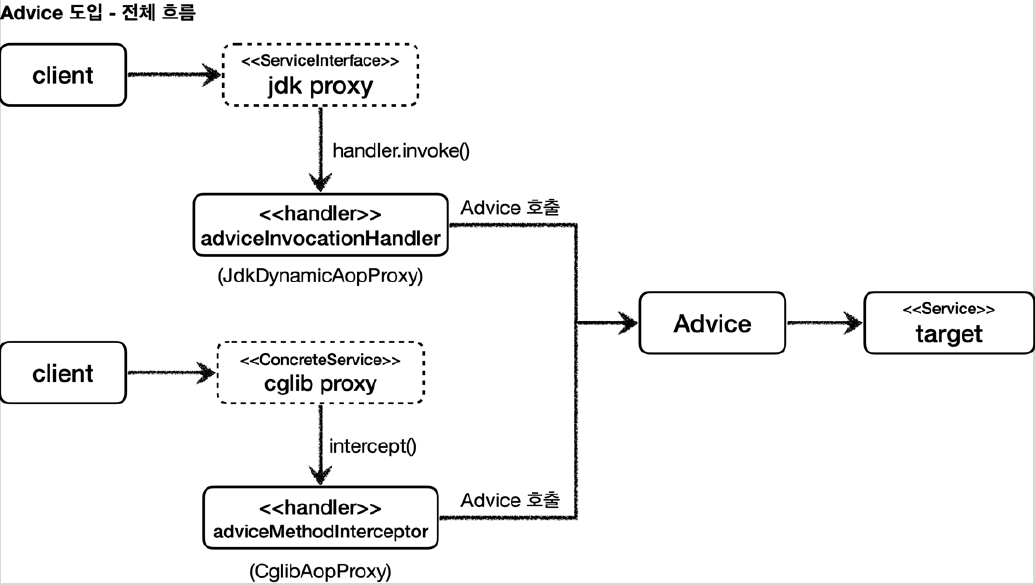 Advice 도입 - 전체 흐름
client
<<ServiceInterface>>
jdk proxy
handler.invoke()
<<handler>>
adviceInvocationHandler
(JdkDynamicAopProxy)
Advice 호출
client
<<ConcreteService>>
cglib proxy
intercept()
<<handler>>
adviceMethodInterceptor
(CglibAopProxy)
Advice 호출
Advice
<<Service>>
target